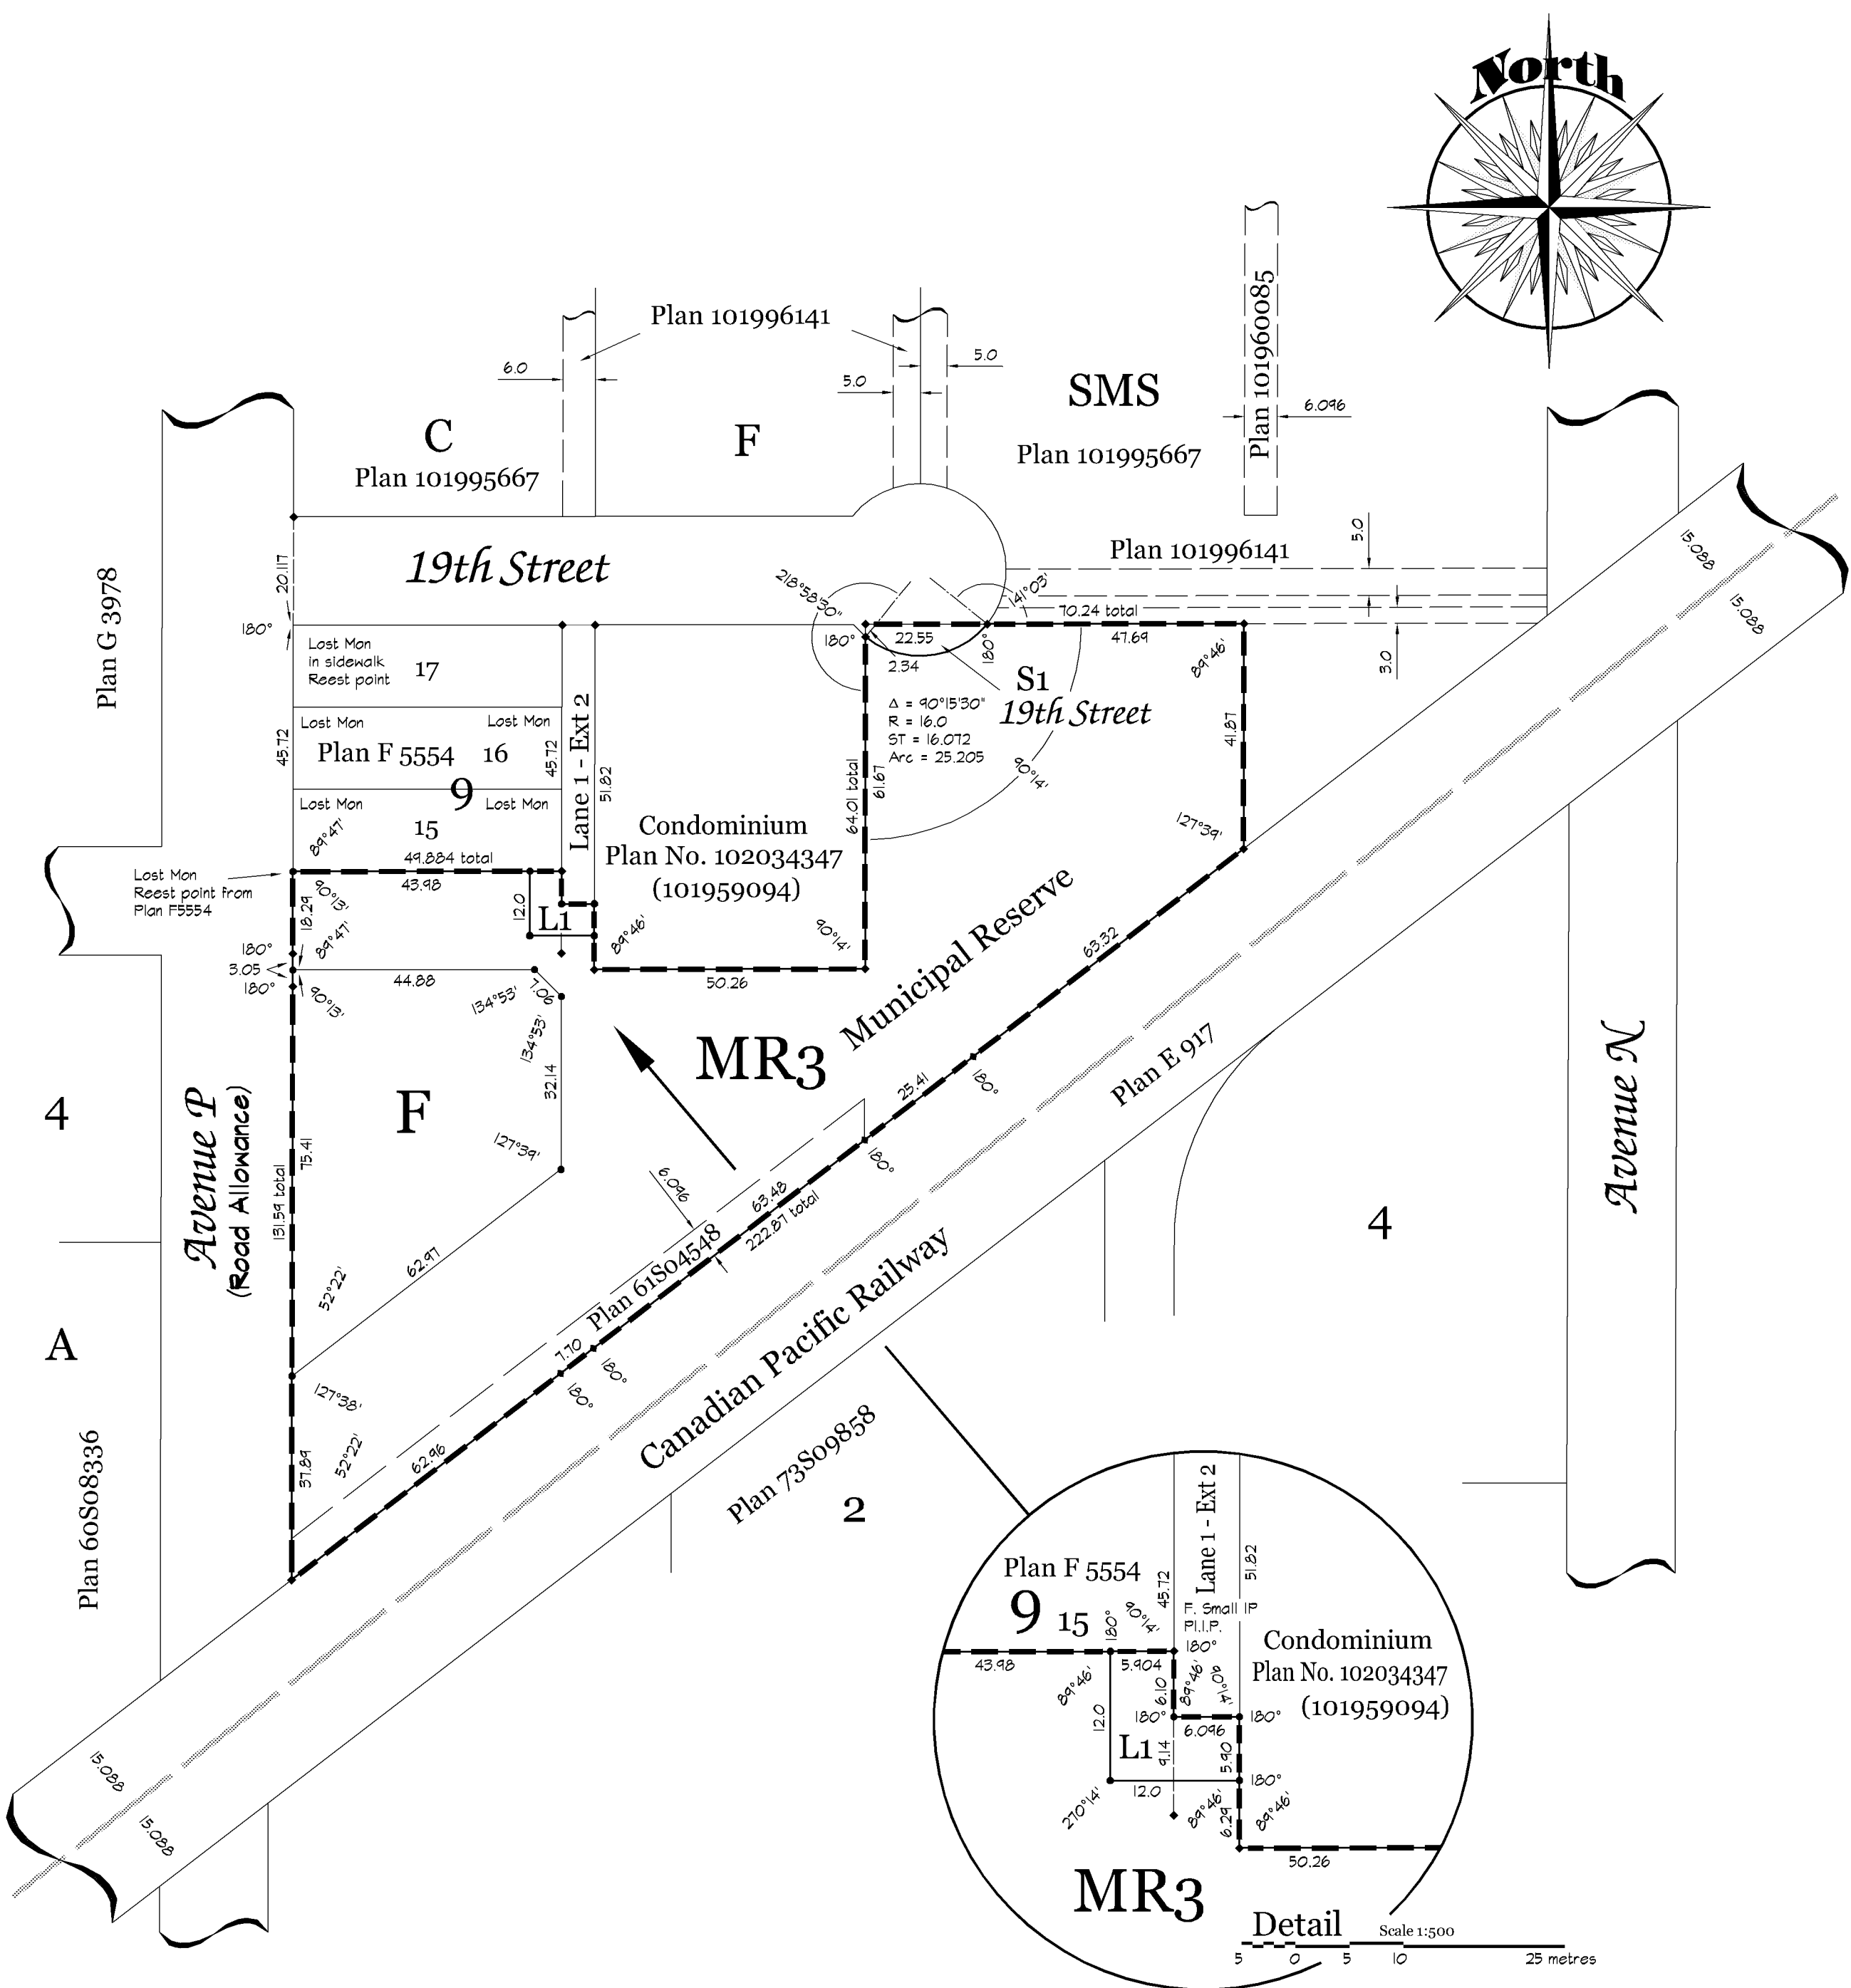 North
Plan 101996141
6.0
5.0
5.0
SMS
Plan 101960085
6.096
C
Plan 101995667
F
Plan 101995667
19th Street
Plan 101996141
5.0
3.0
15.088
15.088
Plan G 3978
20.117
180°
218°58'30"
141°03'
70.24 total
180°
22.55
2.34
180°
47.69
89°46'
Lost Mon
in sidewalk
Reest point
17
S1
19th Street
Δ = 90°15'30"
R = 16.0
ST = 16.072
Arc = 25.205
90°14'
41.87
45.72
Lost Mon
Lost Mon
Plan F 5554
16
45.72
9
Lost Mon
Lost Mon
15
89°47'
49.884 total
43.98
Lane 1 - Ext 2
51.82
Condominium
Plan No. 102034347
(101959094)
64.01 total
61.67
127°39'
Lost Mon
Reest point from
Plan F5554
90°13'
18.29
89°47'
12.0
L1
89°46'
90°14'
50.26
180°
3.05
180°
90°13'
44.88
134°53'
7.06
134°53'
32.14
127°39'
MR3
Municipal Reserve
63.32
25.41
180°
180°
Plan E 917
4
Avenue P
(Road Allowance)
F
75.41
131.59 total
52°22'
62.97
6.096
63.48
222.87 total
Plan 61S04548
7.70
180°
180°
Canadian Pacific Railway
4
Avenue N
A
127°38'
52°22'
37.89
62.96
Plan 60S08336
Plan 73S09858
2
15.088
15.088
Plan F 5554
9
15
180°
90°14'
45.72
Lane 1 - Ext 2
51.82
F. Small IP
Pl.I.P.
180°
Condominium
Plan No. 102034347
(101959094)
43.98
5.904
89°46'
6.10
89°46'
90°14'
180°
6.096
180°
12.0
L1
9.14
5.90
180°
12.0
270°14'
89°46'
6.29
89°46'
50.26
MR3
Detail
Scale 1:500
5 0 5 10 25 metres